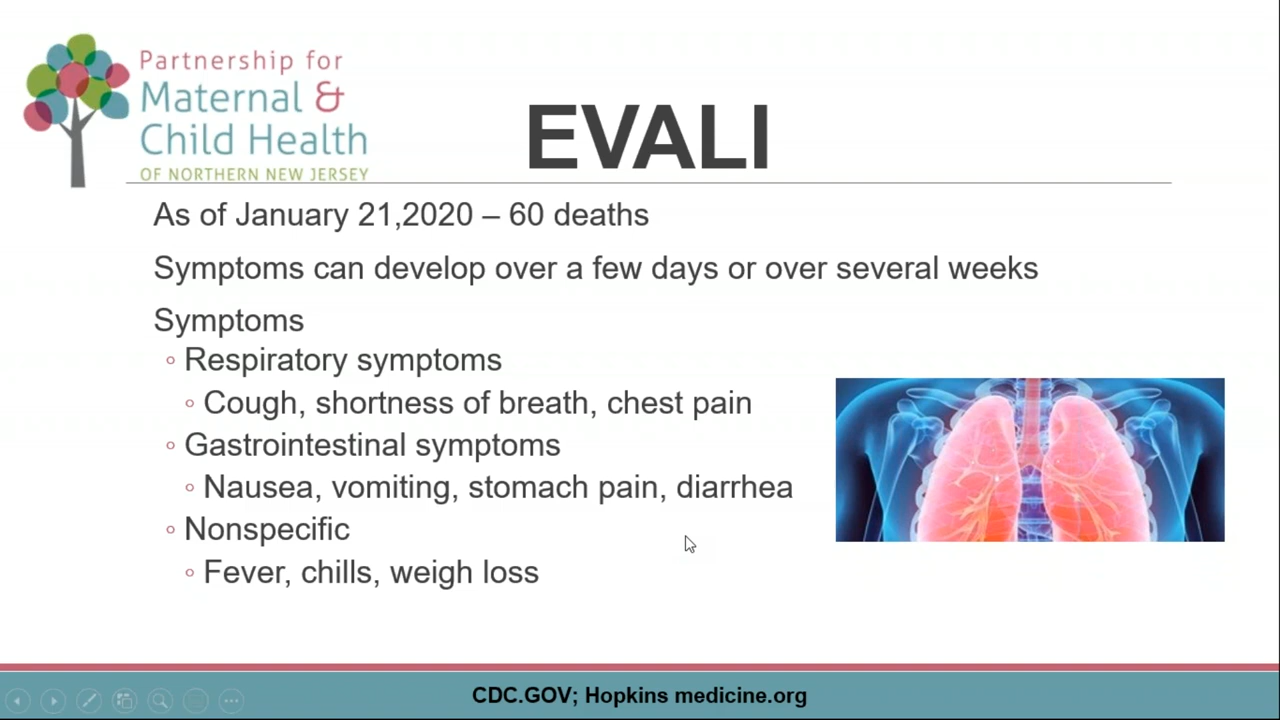 Partnership for
Maternal &
Child Health
OF NORTHERN NEW JERSEY
EVALI
As of January 21,2020 – 60 deaths
Symptoms can develop over a few days or over several weeks
Symptoms
◦ Respiratory symptoms
◦ Cough, shortness of breath, chest pain
◦ Gastrointestinal symptoms
◦ Nausea, vomiting, stomach pain, diarrhea
◦ Nonspecific
◦ Fever, chills, weigh loss
CDC.GOV; Hopkins medicine.org